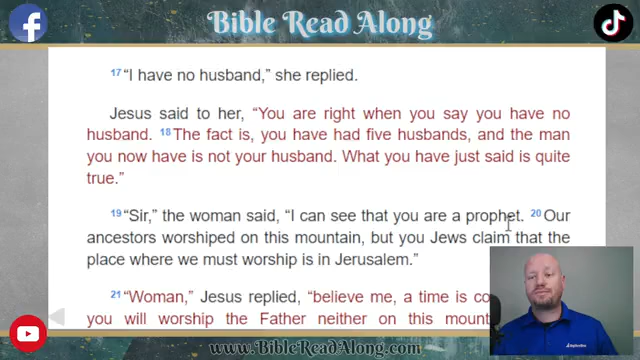 Bible Read Along
17 "I have no husband," she replied.
Jesus said to her, "You are right when you say you have no
husband. 18 The fact is, you have had five husbands, and the man
you now have is not your husband. What you have just said is quite
true."
19 "Sir," the woman said, "I can see that you are a prophet. 20 Our
ancestors worshiped on this mountain, but you Jews claim that the
place where we must worship is in Jerusalem."
21 "Woman," Jesus replied, "believe me, a time is
you will worship the Father neither on this
www.BibleReadAlong.com